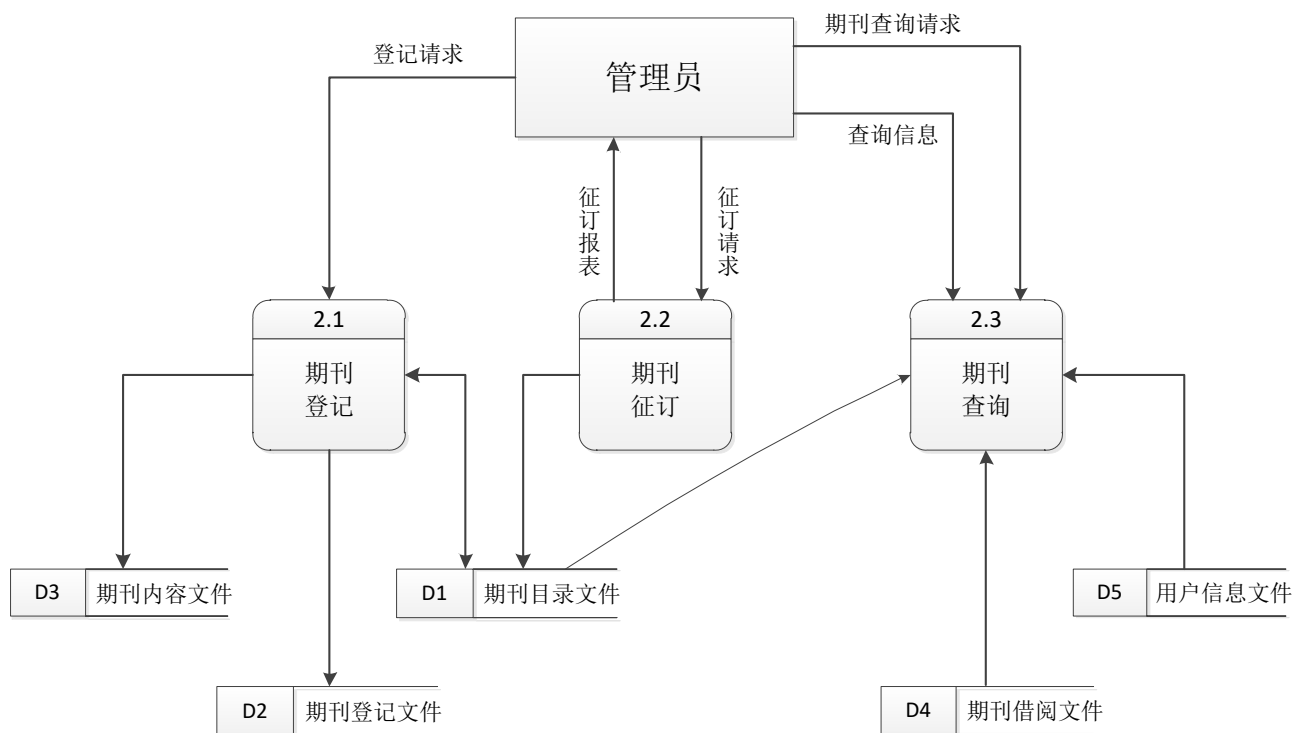 期刊查询请求
登记请求
管理员
查询信息
征订报表
征订请求
2.1
期刊
登记
2.2
期刊
征订
2.3
期刊
查询
D3 期刊内容文件
D1 期刊目录文件
D5 用户信息文件
D2 期刊登记文件
D4 期刊借阅文件